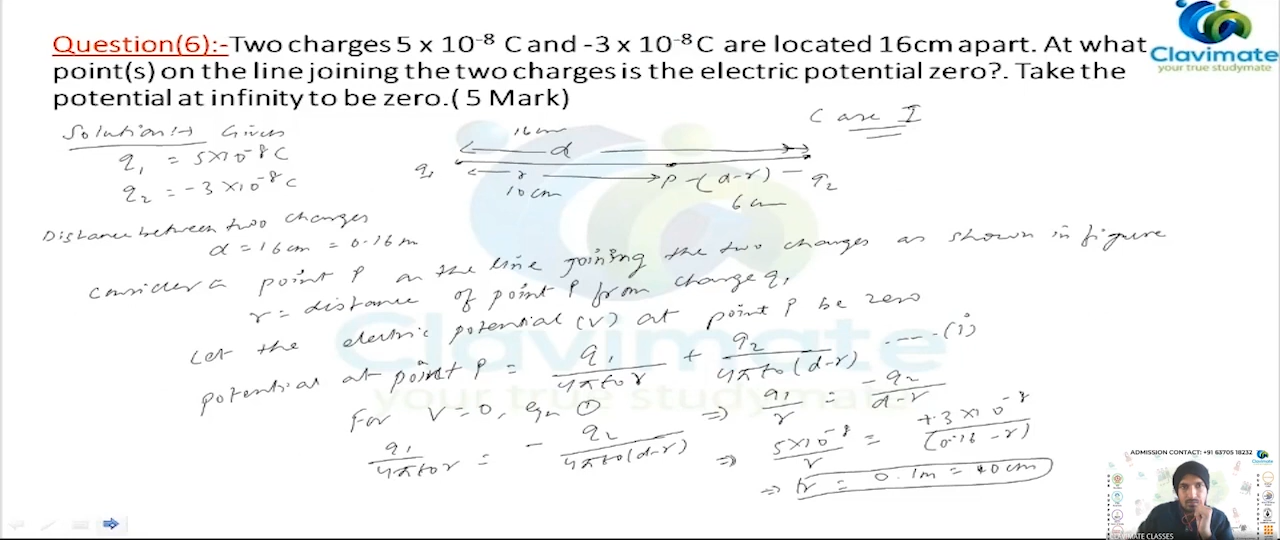 Question(6):-Two charges 5 x 10⁻⁸ C and -3 x 10⁻⁸C are located 16cm apart. At what
point(s) on the line joining the two charges is the electric potential zero?. Take the
potential at infinity to be zero.( 5 Mark)
Clavimate
your true studymate
Case I
Solution:→ Given
q₁ = 5×10⁻⁸C
q₂ = -3×10⁻⁸C
16cm
d
q₁
r
P
(d-r)
q₂
10cm
6cm
Distance between two charges
d = 16cm = 0.16m
Consider a point P on the line joining the two charges as shown in figure
r = distance of point P from charge q₁
Let the electric potential (V) at point P be zero
potential at point P = q₁/4πϵ0r + q₂/4πϵ0(d-r) ---- (i)
For V=0, eqn ①
⇒ q₁/r = -q₂/d-r
q₁/4πϵ0r = - q₂/4πϵ0(d-r)
⇒ 5×10⁻⁸/r = +3×10⁻⁸/(0.16-r)
⇒ r = 0.1m = 10cm
Clavimate
your true studymate
ADMISSION CONTACT: +91 63705 18232
Clavimate
CLAVIMATE CLASSES